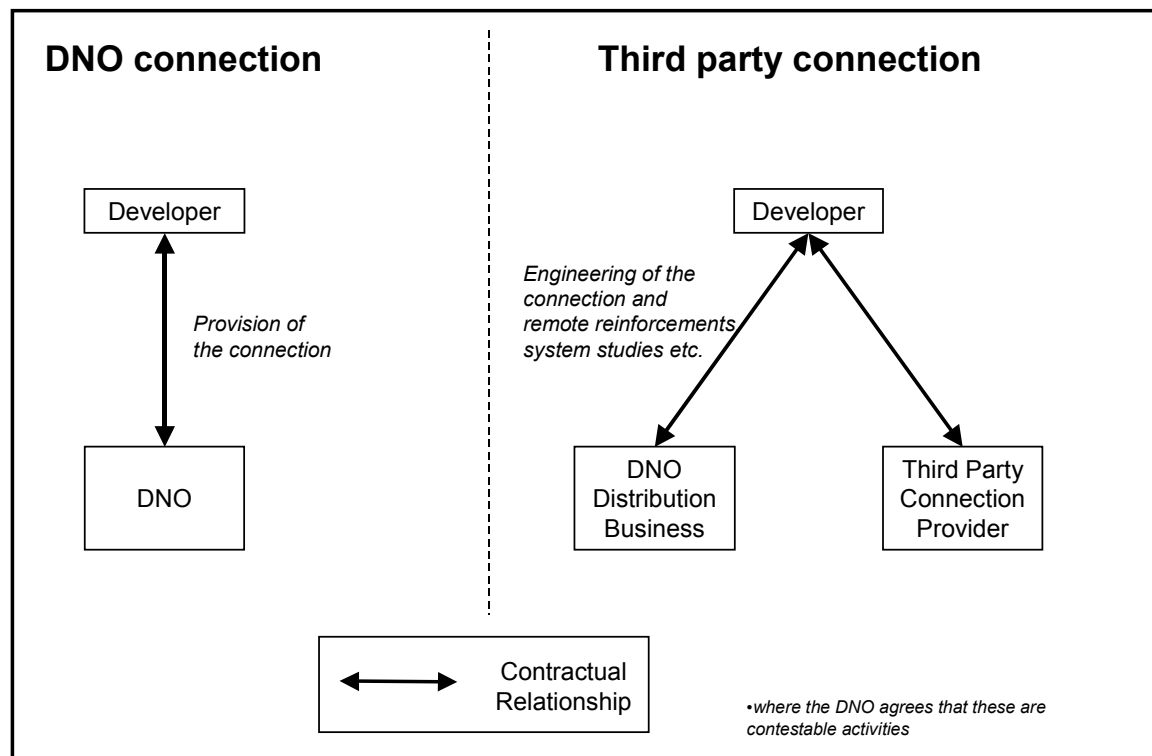 DNO connection
Third party connection
Developer
Provision of
the connection
DNO
Developer
Engineering of the
connection and
remote reinforcements,
system studies etc.
DNO
Distribution
Business
Third Party
Connection
Provider
Contractual
Relationship
•where the DNO agrees that these are
contestable activities